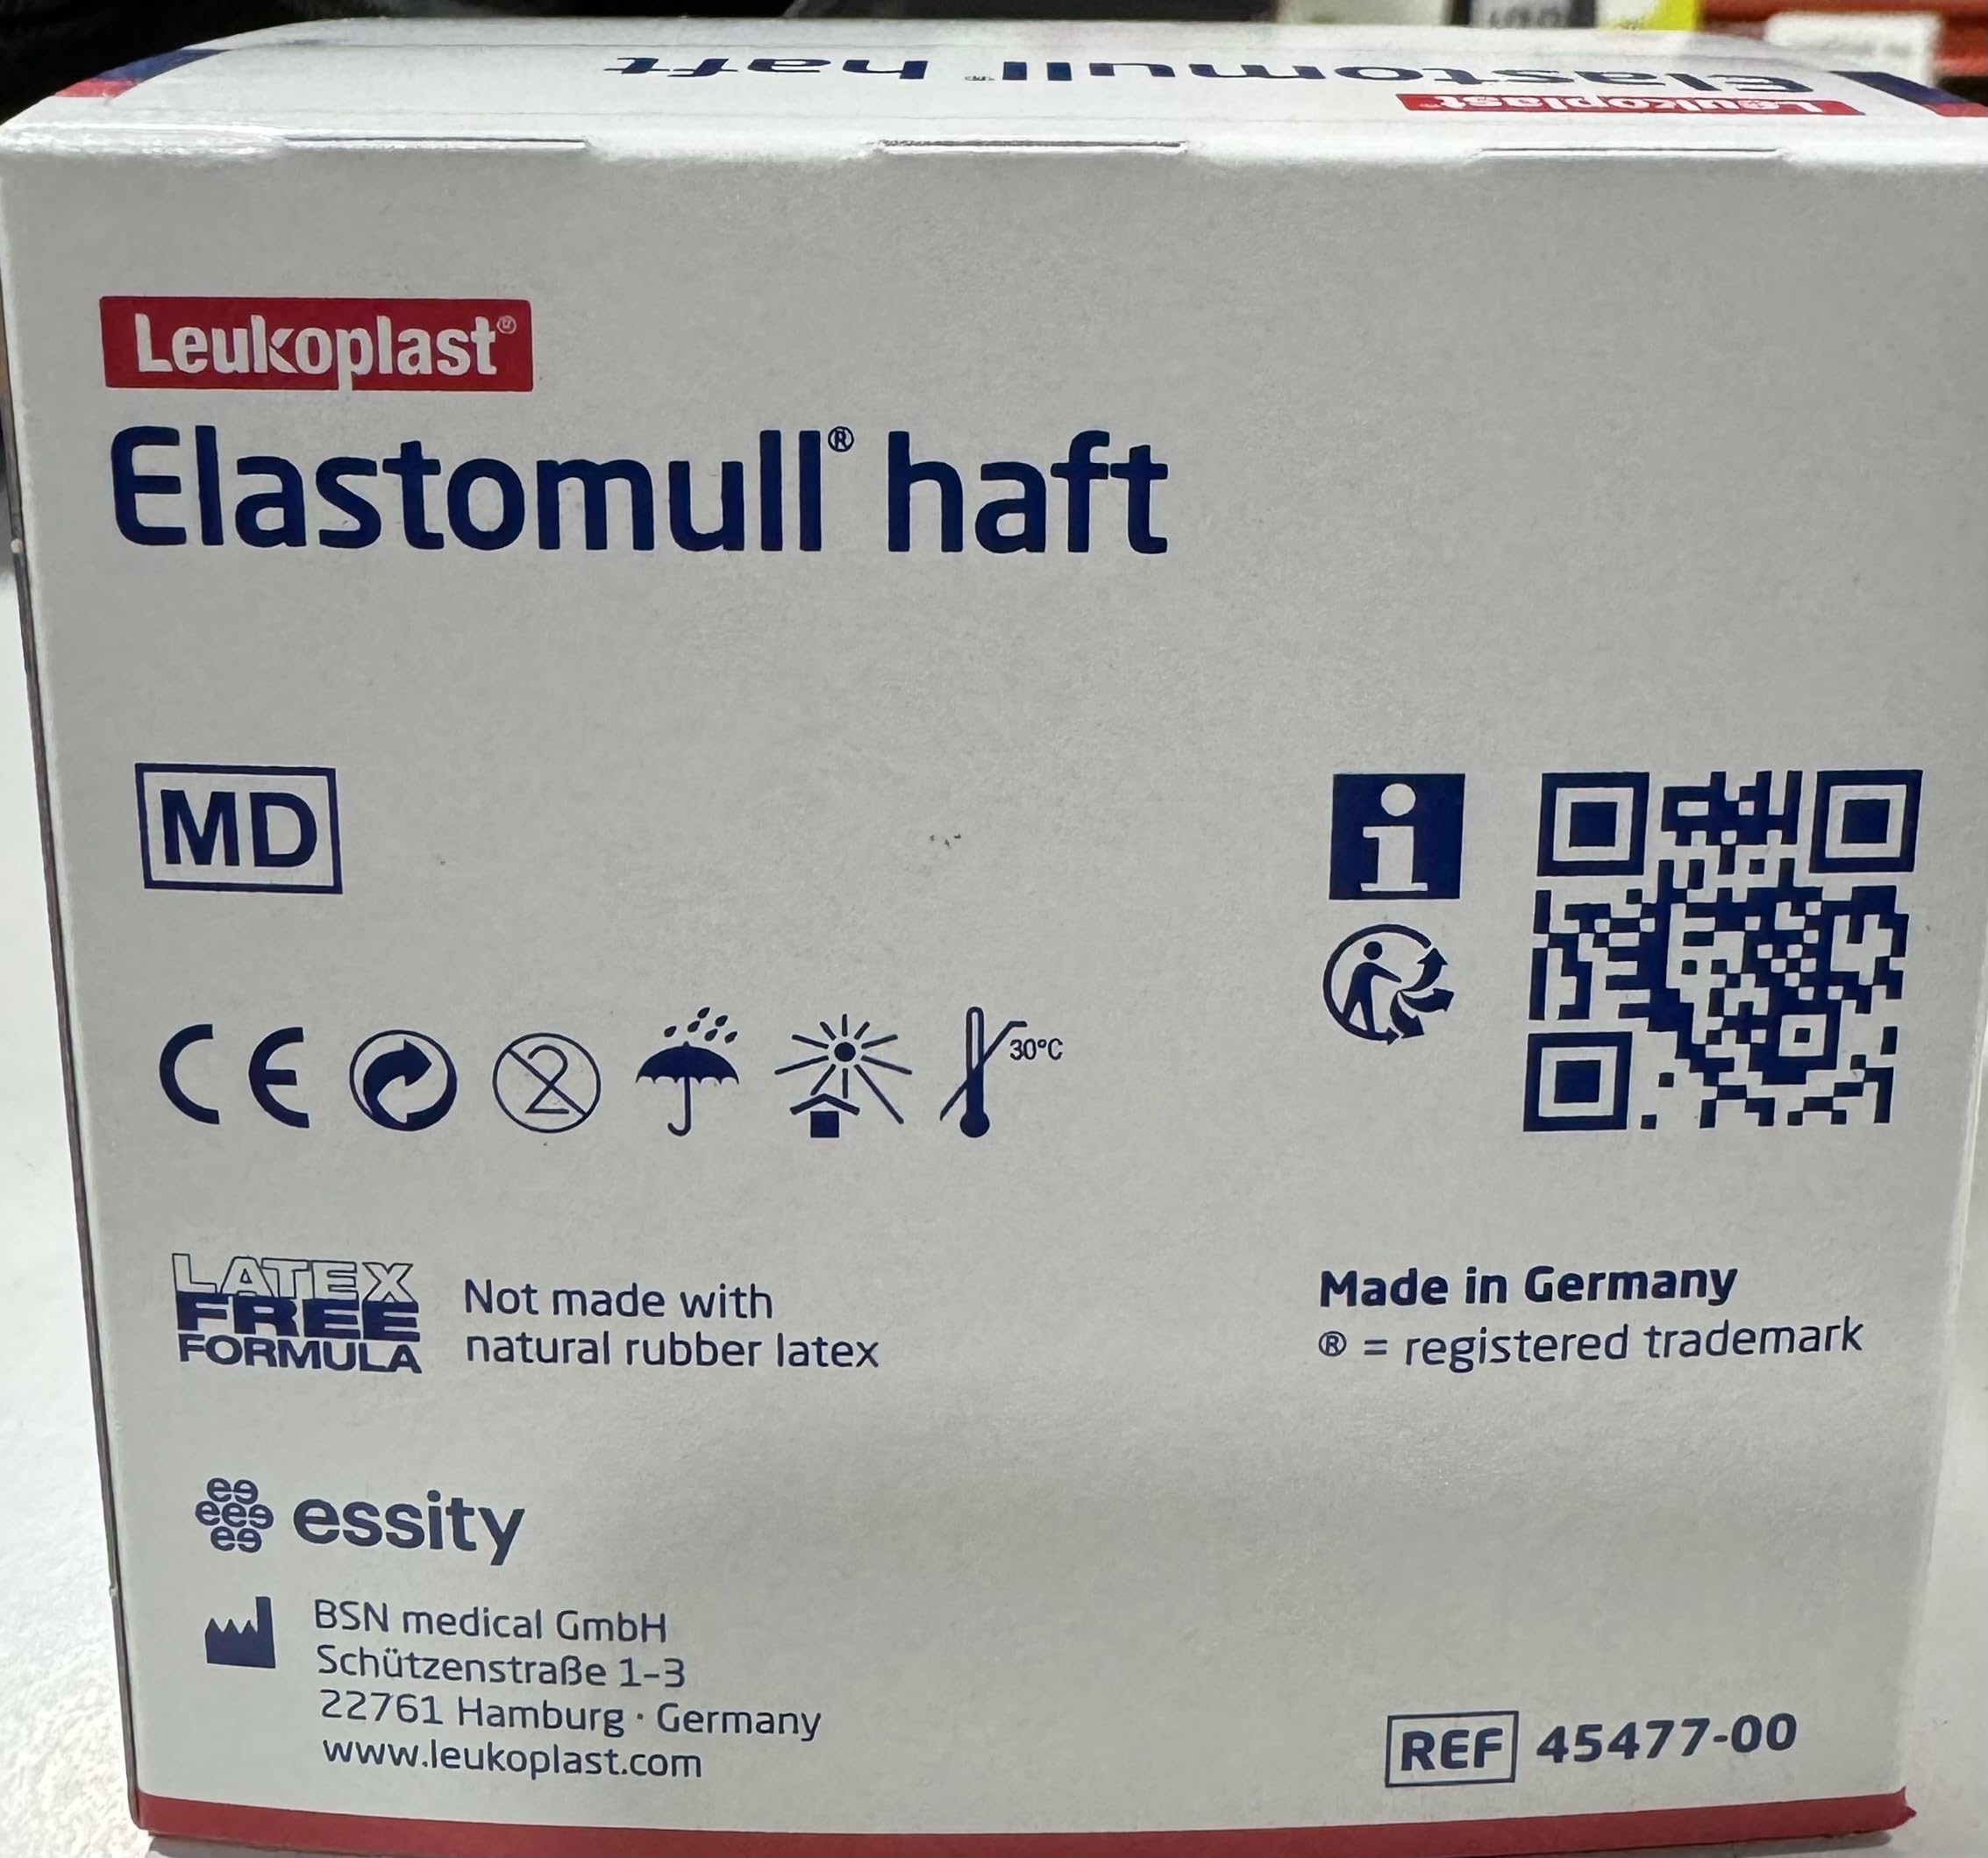 Elastomull® haft
Leukoplast
Leukoplast®
Elastomull® haft
MD
CE
2
30°C
LATEX
FREE
FORMULA
Not made with
natural rubber latex
Made in Germany
® = registered trademark
essity
BSN medical GmbH
Schützenstraße 1-3
22761 Hamburg · Germany
www.leukoplast.com
REF 45477-00